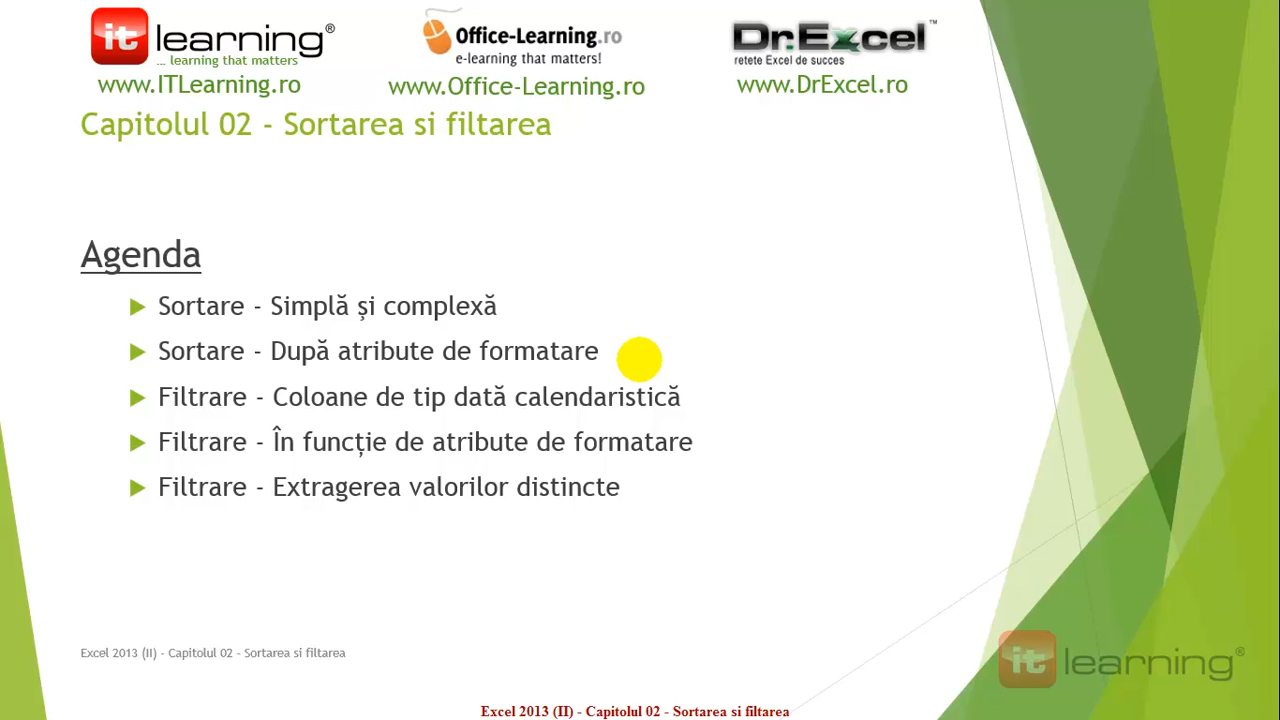 it learning®
... learning that matters
www.ITLearning.ro
Office-Learning.ro
e-learning that matters!
www.Office-Learning.ro
Dr.Excel™
retete Excel de succes
www.DrExcel.ro
Capitolul 02 - Sortarea si filtarea
Agenda
Sortare - Simplă și complexă
Sortare - După atribute de formatare
Filtrare - Coloane de tip dată calendaristică
Filtrare - În funcție de atribute de formatare
Filtrare - Extragerea valorilor distincte
Excel 2013 (II) - Capitolul 02 - Sortarea si filtarea
it learning®
Excel 2013 (II) - Capitolul 02 - Sortarea si filtarea